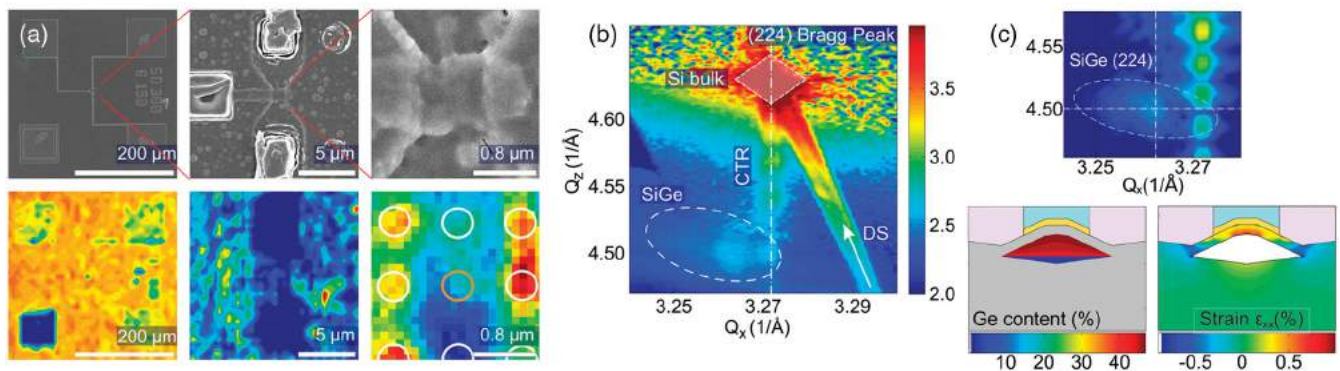 (a)
200 µm
5 µm
0.8 µm
200 µm
5 µm
0.8 µm
(b)
(224) Bragg Peak
Si bulk
CTR
SiGe
DS
Q_z (1/Å)
4.60
4.55
4.50
3.25
3.272
3.29
Q_x (1/Å)
3.5
3.0
2.5
2.0
(c)
SiGe (224)
4.55
4.50
3.25
3.27
Q_x (1/Å)
Ge content (%)
10 20 30 40
Strain ε_xx (%)
-0.5 0 0.5